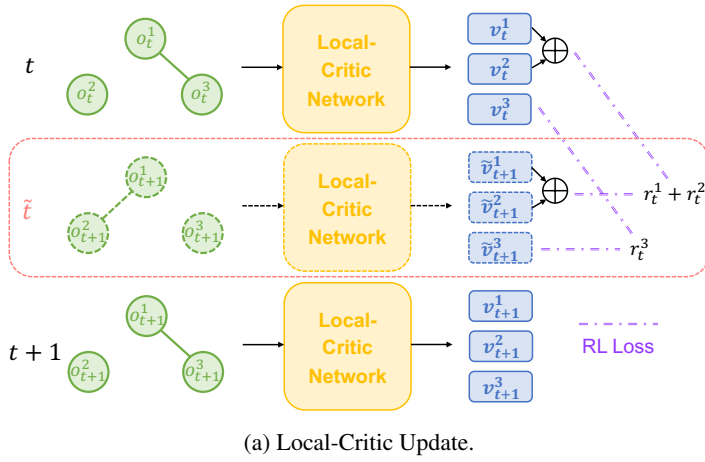 t
o_t^1
o_t^2
o_t^3
Local-
Critic
Network
v_t^1
v_t^2
v_t^3
t̃
o_{t+1}^1
o_{t+1}^2
o_{t+1}^3
Local-
Critic
Network
ṽ_{t+1}^1
ṽ_{t+1}^2
ṽ_{t+1}^3
r_t^1 + r_t^2
r_t^3
t + 1
o_{t+1}^1
o_{t+1}^2
o_{t+1}^3
Local-
Critic
Network
v_{t+1}^1
v_{t+1}^2
v_{t+1}^3
RL Loss
(a) Local-Critic Update.